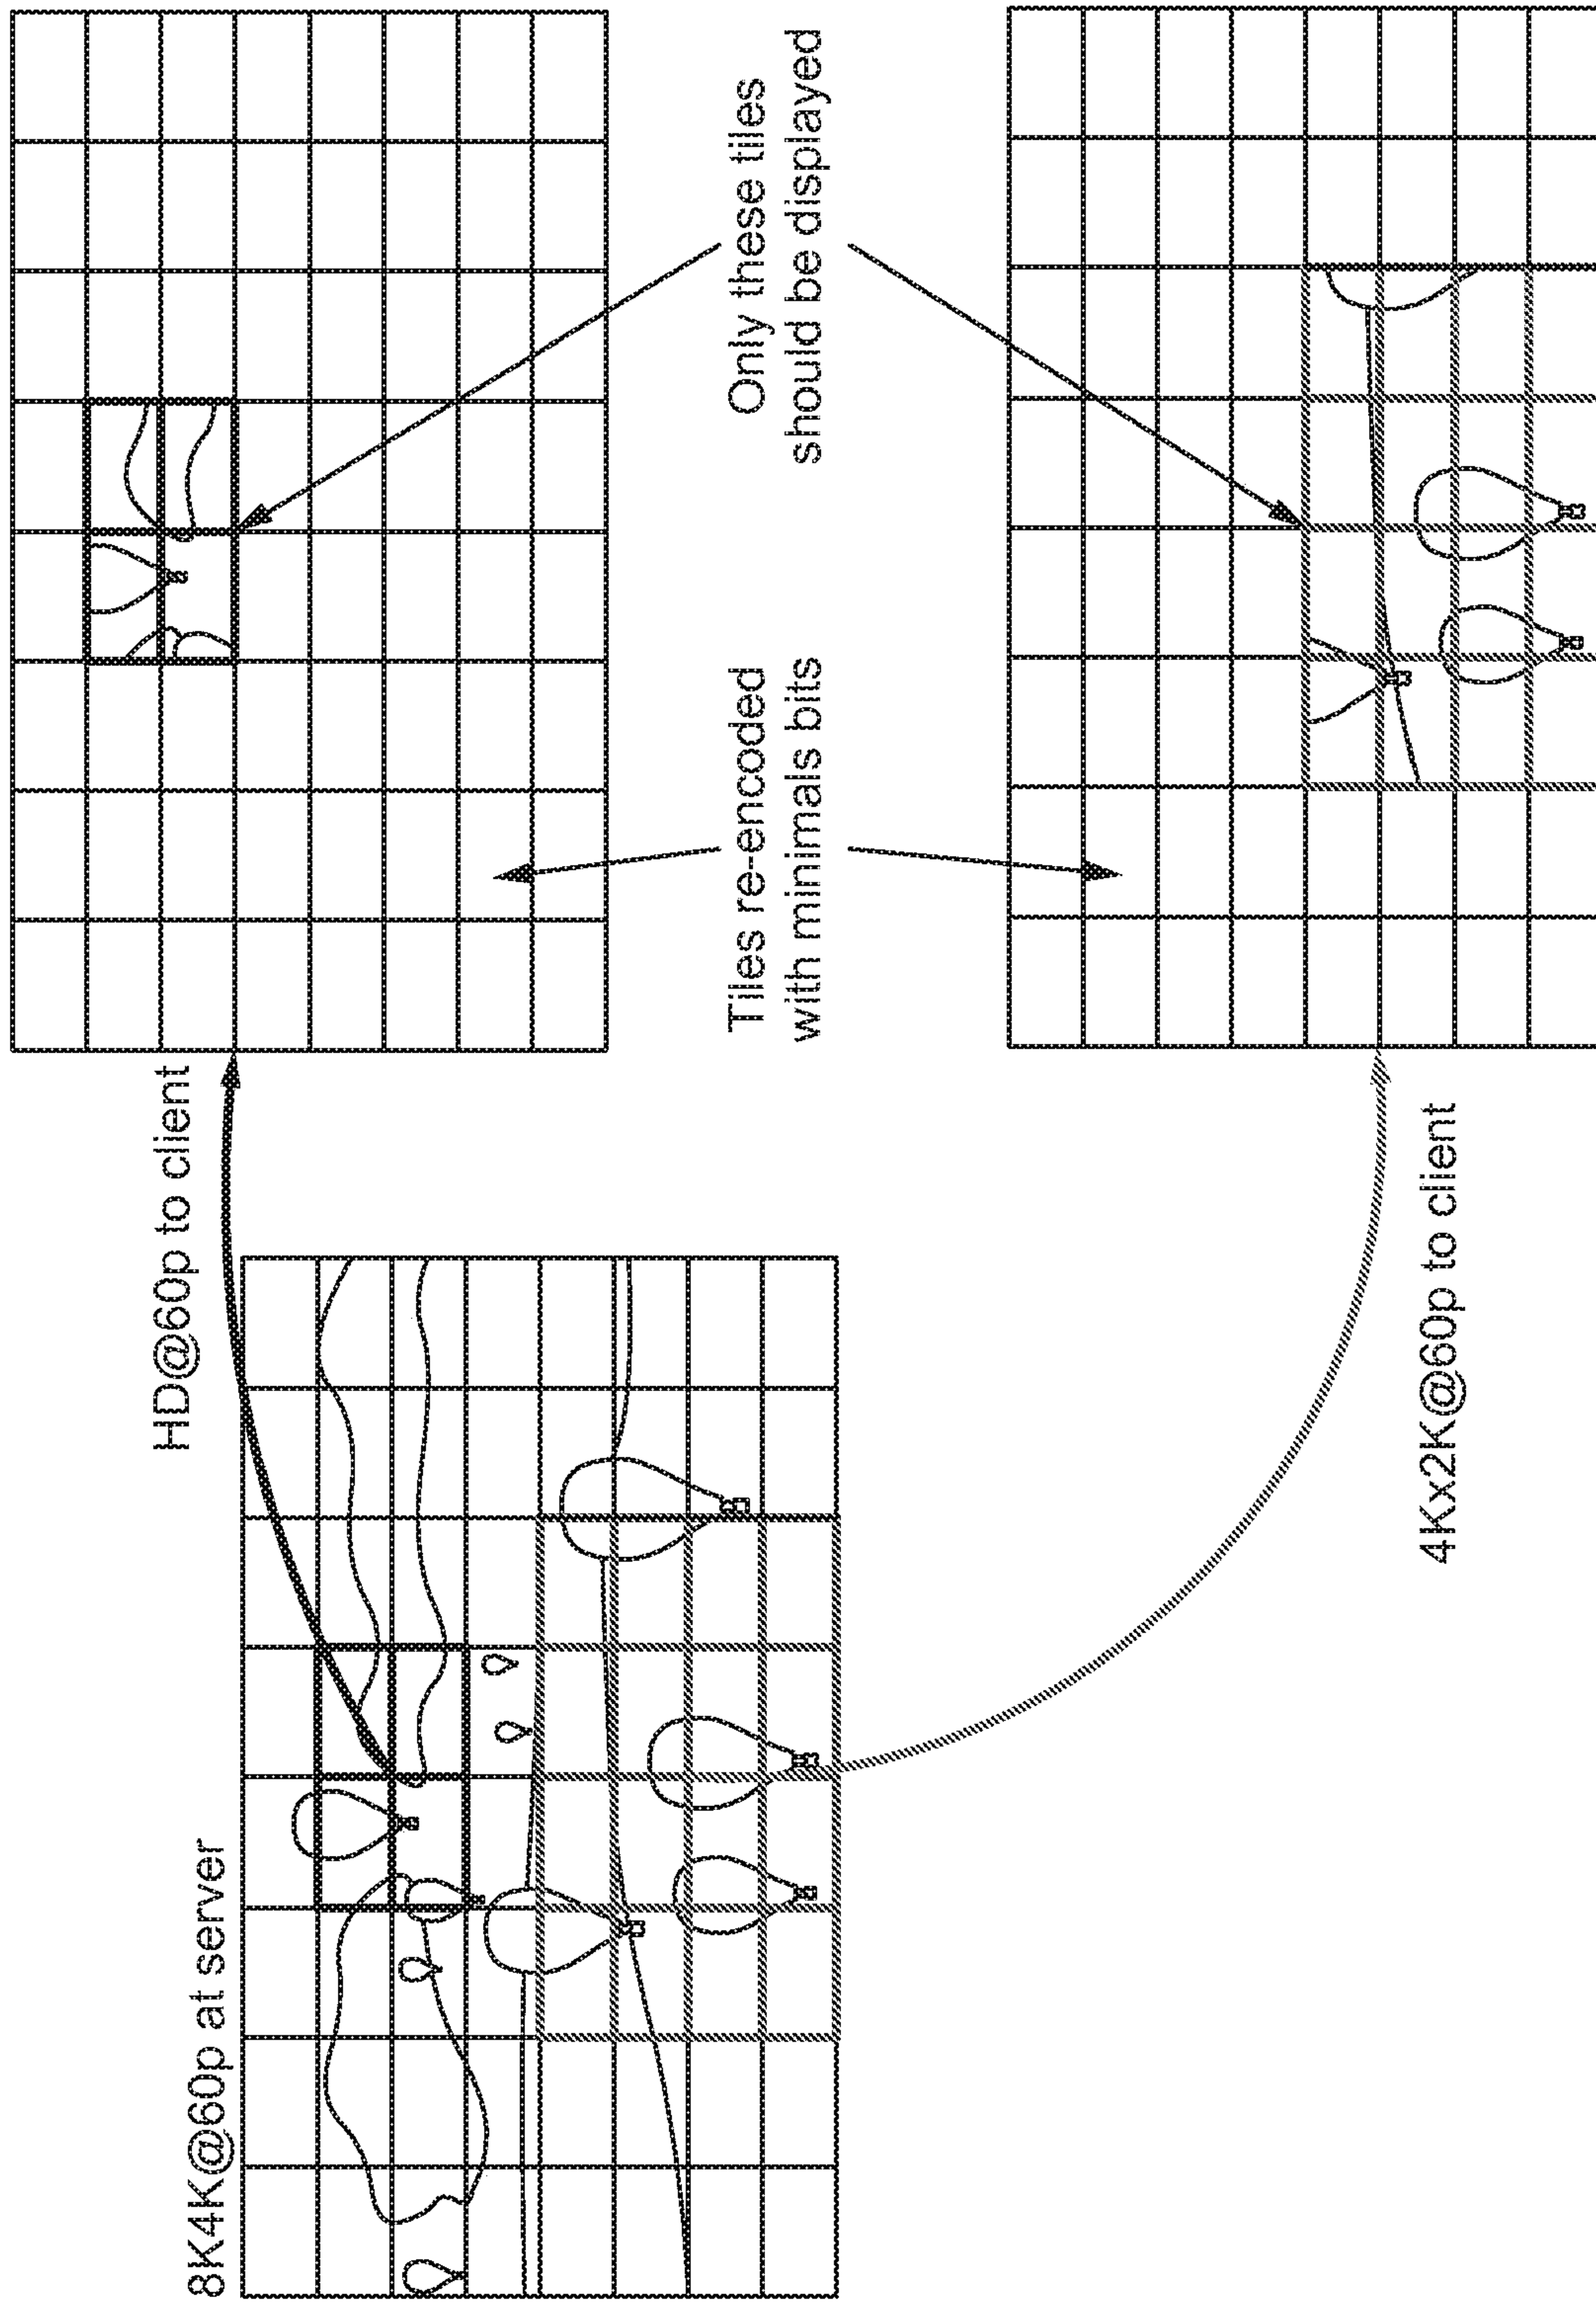 8K4K@60p at server
HD@60p to client
Tiles re-encoded
with minimals bits
Only these tiles
should be displayed
4Kx2K@60p to client